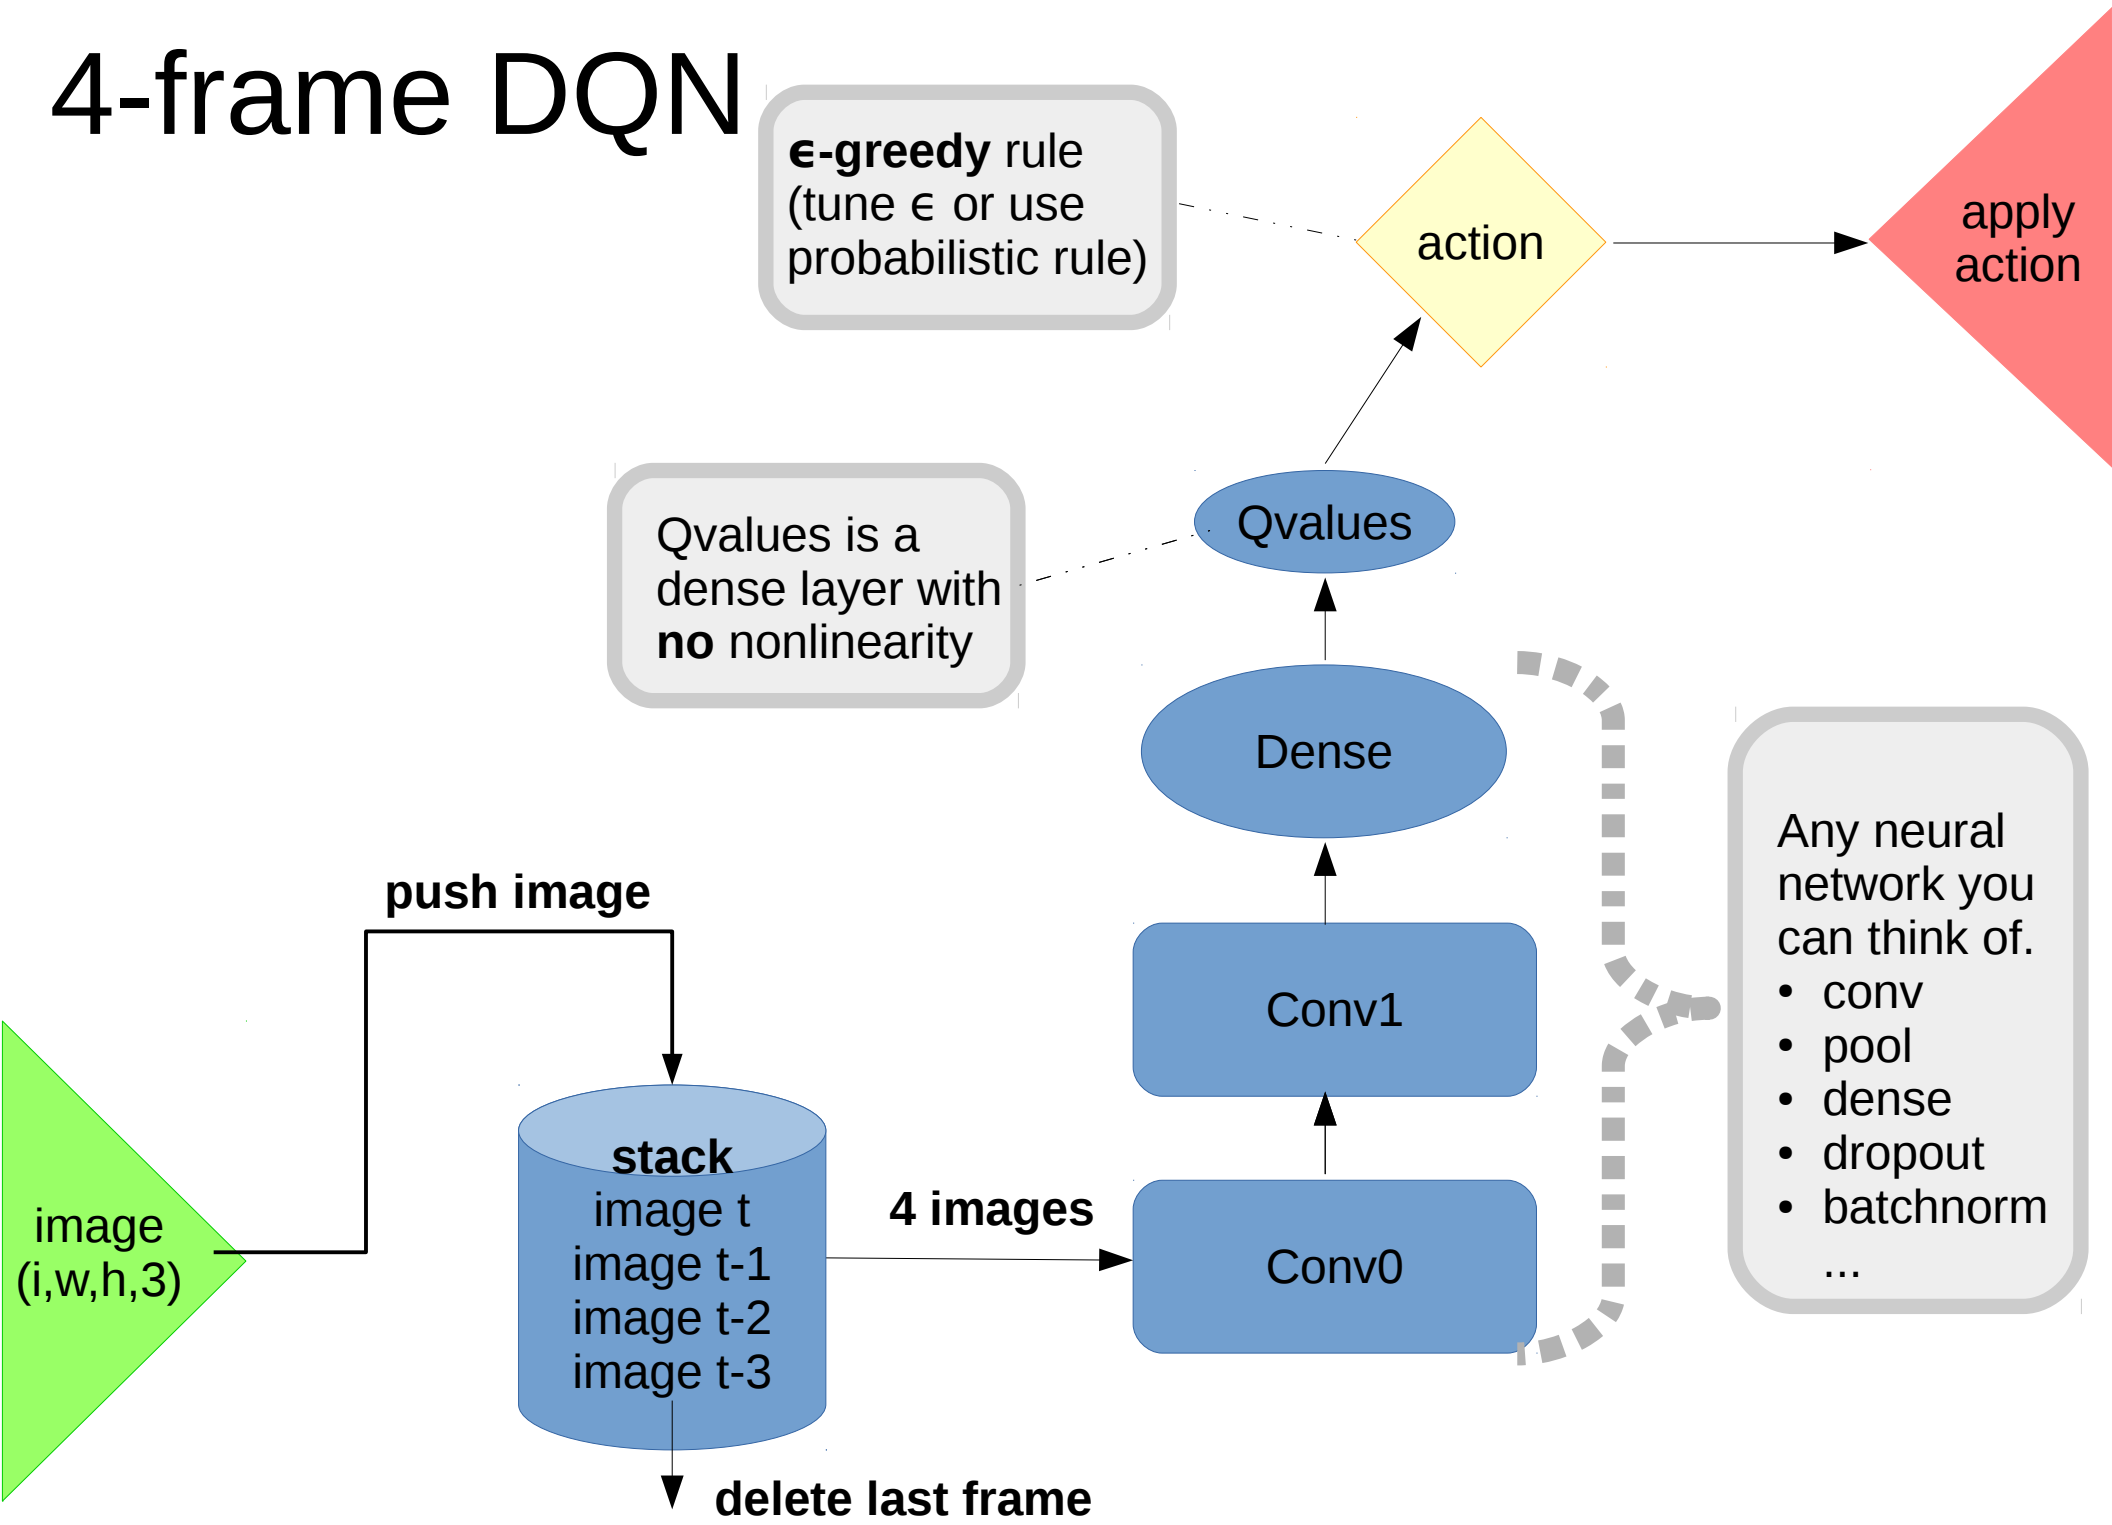 4-frame DQN
ϵ-greedy rule
(tune ϵ or use
probabilistic rule)
action
apply
action
Qvalues is a
dense layer with
no nonlinearity
Qvalues
Dense
Any neural
network you
can think of.
• conv
• pool
• dense
• dropout
• batchnorm
...
push image
Conv1
image
(i,w,h,3)
stack
image t
image t-1
image t-2
image t-3
4 images
Conv0
delete last frame